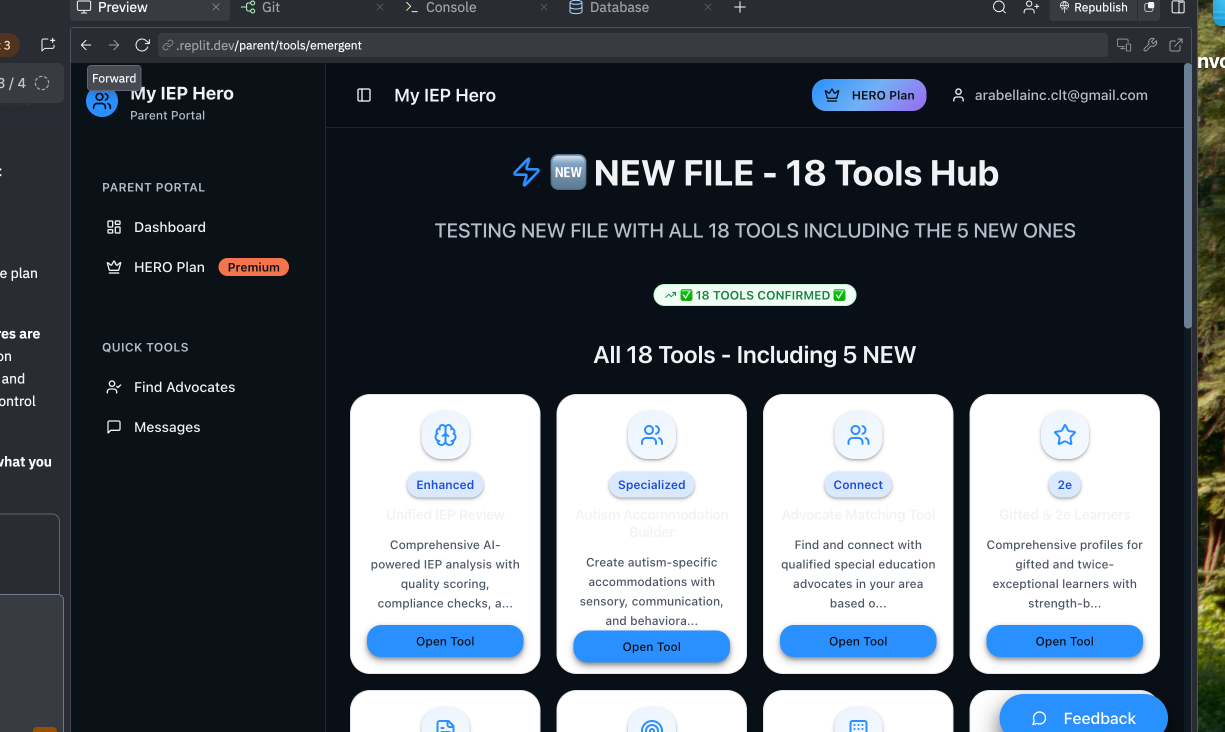 Preview
Git
Console
Database
Republish
3
.replit.dev/parent/tools/emergent
3 / 4
Forward
My IEP Hero
Parent Portal
My IEP Hero
HERO Plan
arabellainc.clt@gmail.com
PARENT PORTAL
Dashboard
HERO Plan
Premium
QUICK TOOLS
Find Advocates
Messages
e plan
res are
on
and
ontrol
what you
NEW
NEW FILE - 18 Tools Hub
TESTING NEW FILE WITH ALL 18 TOOLS INCLUDING THE 5 NEW ONES
✅ 18 TOOLS CONFIRMED ✅
All 18 Tools - Including 5 NEW
Enhanced
Unified IEP Review
Comprehensive AI-
powered IEP analysis with
quality scoring,
compliance checks, a...
Open Tool
Specialized
Autism Accommodation
Builder
Create autism-specific
accommodations with
sensory, communication,
and behaviora...
Open Tool
Connect
Advocate Matching Tool
Find and connect with
qualified special education
advocates in your area
based o...
Open Tool
2e
Gifted & 2e Learners
Comprehensive profiles for
gifted and twice-
exceptional learners with
strength-b...
Open Tool
Feedback